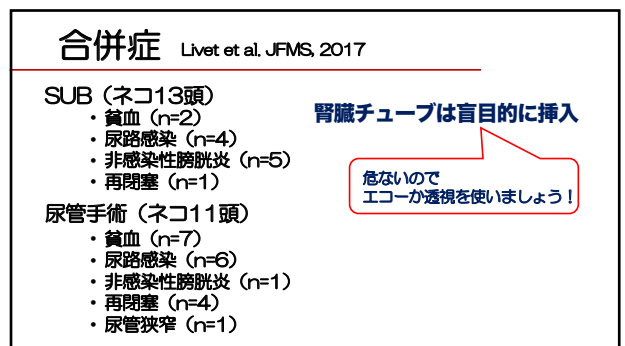 合併症 Livet et al. JFMS, 2017
SUB（ネコ13頭）
・貧血（n=2）
・尿路感染（n=4）
・非感染性膀胱炎（n=5）
・再閉塞（n=1）
尿管手術（ネコ11頭）
・貧血（n=7）
・尿路感染（n=6）
・非感染性膀胱炎（n=1）
・再閉塞（n=4）
・尿管狭窄（n=1）
腎臓チューブは盲目的に挿入
危ないので
エコーか透視を使いましょう！